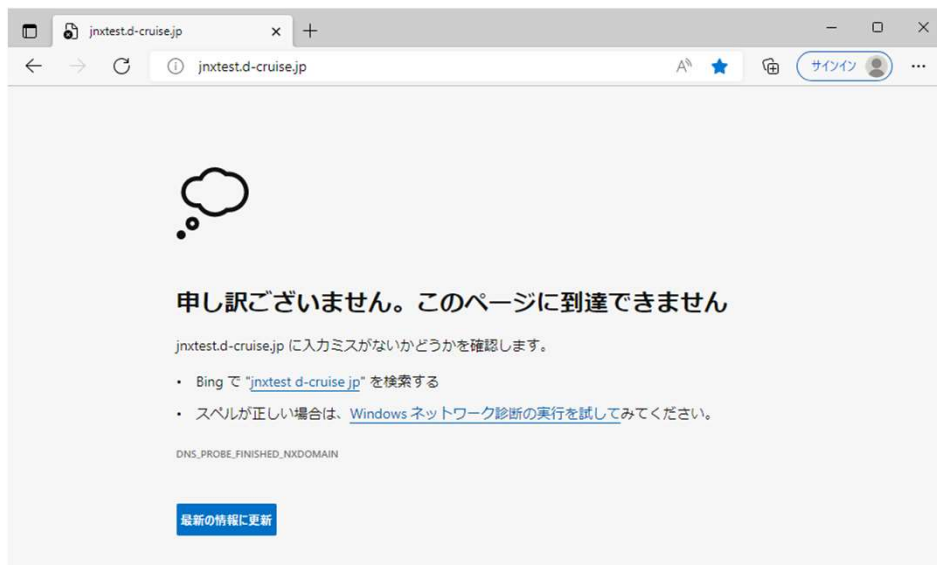 jnxtest.d-cruise.jp
jnxtest.d-cruise.jp
サインイン
申し訳ございません。このページに到達できません
jnxtest.d-cruise.jp に入力ミスがないかどうかを確認します。
• Bing で "jnxtest d-cruise jp" を検索する
• スペルが正しい場合は、Windows ネットワーク診断の実行を試してみてください。
DNS_PROBE_FINISHED_NXDOMAIN
最新の情報に更新